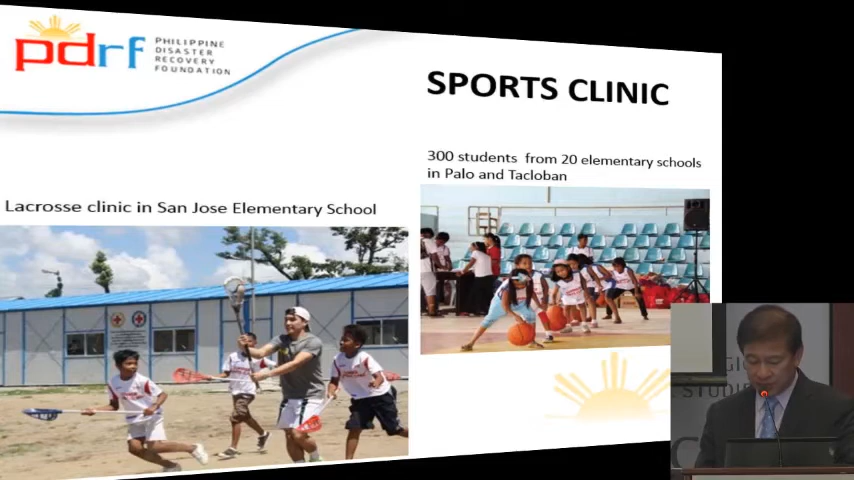 pdrf
PHILIPPINE
DISASTER
RECOVERY
FOUNDATION
SPORTS CLINIC
300 students from 20 elementary schools
in Palo and Tacloban
Lacrosse clinic in San Jose Elementary School